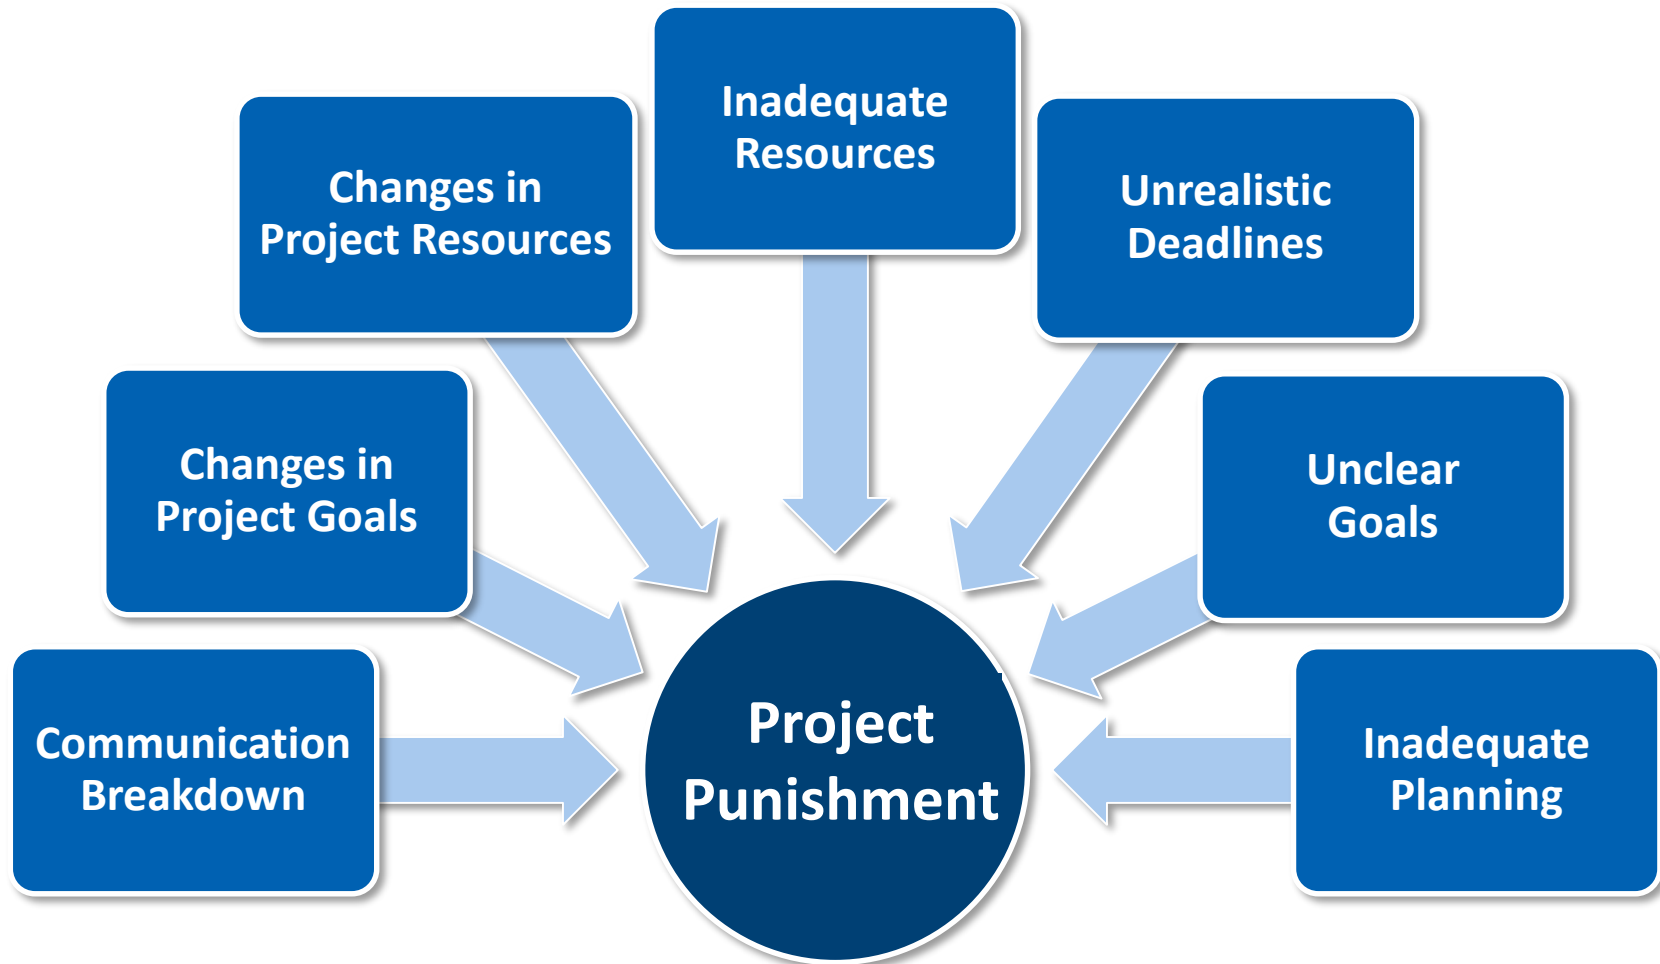 Inadequate
Resources
Changes in
Project Resources
Unrealistic
Deadlines
Changes in
Project Goals
Unclear
Goals
Communication
Breakdown
Project
Punishment
Inadequate
Planning